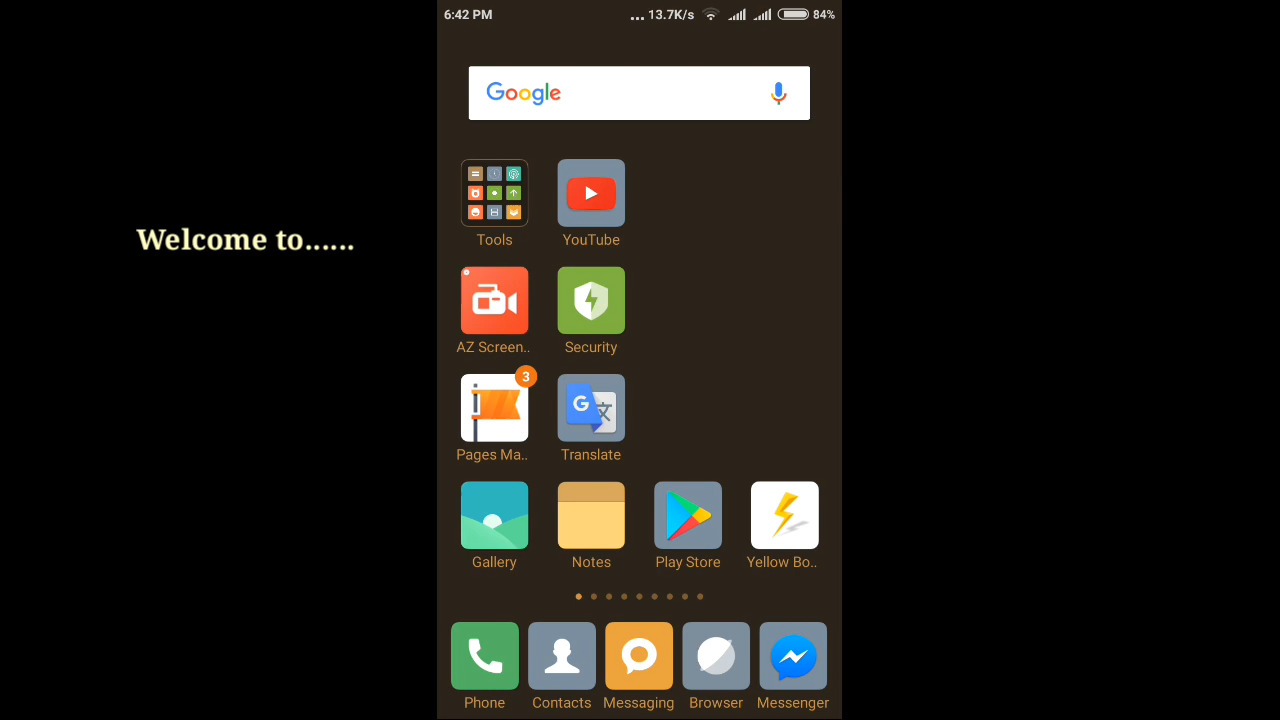 6:42 PM ... 13.7K/s 84%
Google
Welcome to......
Tools YouTube
AZ Screen.. Security
3
Pages Ma.. Translate
Gallery Notes Play Store Yellow Bo..
Phone Contacts Messaging Browser Messenger